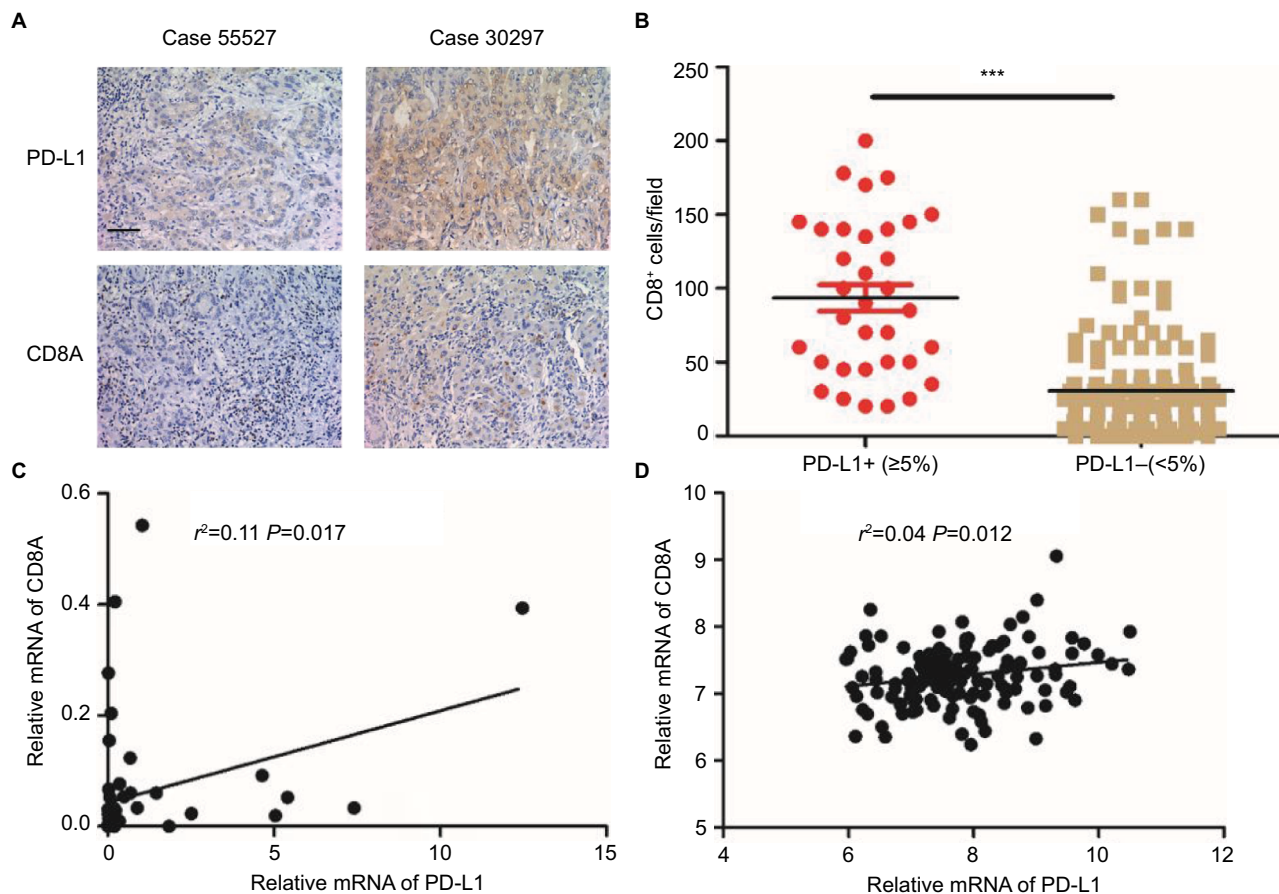 A
Case 55527
Case 30297
PD-L1
CD8A
B
***
CD8⁺ cells/field
250
200
150
100
50
0
PD-L1+ (≥5%)
PD-L1–(<5%)
C
r²=0.11 P=0.017
Relative mRNA of CD8A
0.6
0.4
0.2
0.0
0
5
10
15
Relative mRNA of PD-L1
D
r²=0.04 P=0.012
Relative mRNA of CD8A
10
9
8
7
6
5
4
6
8
10
12
Relative mRNA of PD-L1